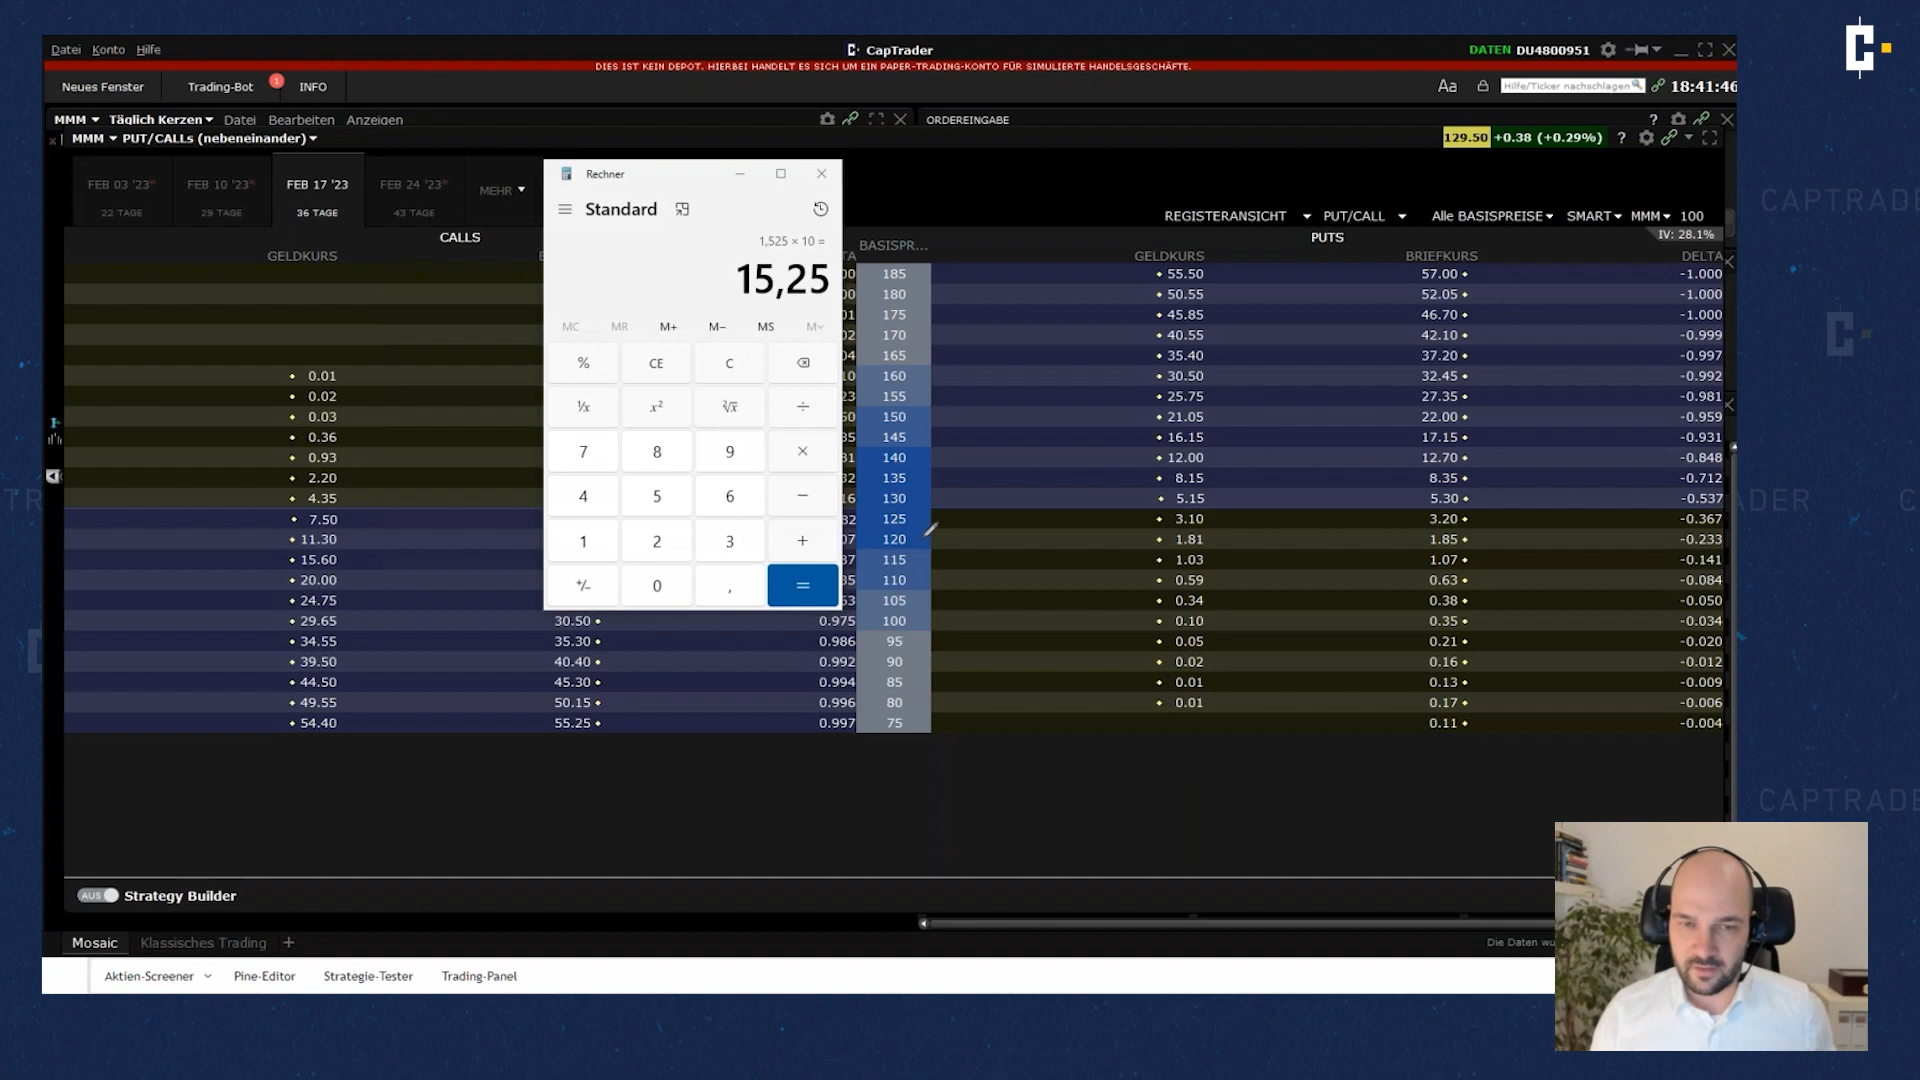 Datei Konto Hilfe
CapTrader
DATEN DU4800951
DIES IST KEIN DEPOT. HIERBEI HANDELT ES SICH UM EIN PAPER-TRADING-KONTO FÜR SIMULIERTE HANDELSGESCHÄFTE.
Neues Fenster Trading-Bot 1 INFO
Aa Hilfe/Ticker nachschlagen 18:41:46
MMM Täglich Kerzen Datei Bearbeiten Anzeigen ORDEREINGABE ?
MMM PUT/CALLs (nebeneinander) 129.50 +0.38 (+0.29%) ?
FEB 03 '23 FEB 10 '23 FEB 17 '23 FEB 24 '23 MEHR
22 TAGE 29 TAGE 36 TAGE 43 TAGE
REGISTERANSICHT PUT/CALL Alle BASISPREISE SMART MMM 100
CALLS PUTS IV: 28.1%
GELDKURS BASISPR... GELDKURS BRIEFKURS DELTA
185 55.50 57.00 -1.000
180 50.55 52.05 -1.000
175 45.85 46.70 -1.000
170 40.55 42.10 -0.999
165 35.40 37.20 -0.997
0.01 160 30.50 32.45 -0.992
0.02 155 25.75 27.35 -0.981
0.03 150 21.05 22.00 -0.959
0.36 145 16.15 17.15 -0.931
0.93 140 12.00 12.70 -0.848
2.20 135 8.15 8.35 -0.712
4.35 130 5.15 5.30 -0.537
7.50 125 3.10 3.20 -0.367
11.30 120 1.81 1.85 -0.233
15.60 115 1.03 1.07 -0.141
20.00 110 0.59 0.63 -0.084
24.75 105 0.34 0.38 -0.050
29.65 30.50 0.975 100 0.10 0.35 -0.034
34.55 35.30 0.986 95 0.05 0.21 -0.020
39.50 40.40 0.992 90 0.02 0.16 -0.012
44.50 45.30 0.994 85 0.01 0.13 -0.009
49.55 50.15 0.996 80 0.01 0.17 -0.006
54.40 55.25 0.997 75 0.11 -0.004
Rechner
Standard
1,525 × 10 =
15,25
MC MR M+ M− MS M˅
% CE C
¹/x x² ²√x ÷
7 8 9 ×
4 5 6 −
1 2 3 +
+/− 0 , =
AUS Strategy Builder
Mosaic Klassisches Trading +
Die Daten wu
Aktien-Screener Pine-Editor Strategie-Tester Trading-Panel
CAPTRADE
TR
ADER
C
CAPTRADE